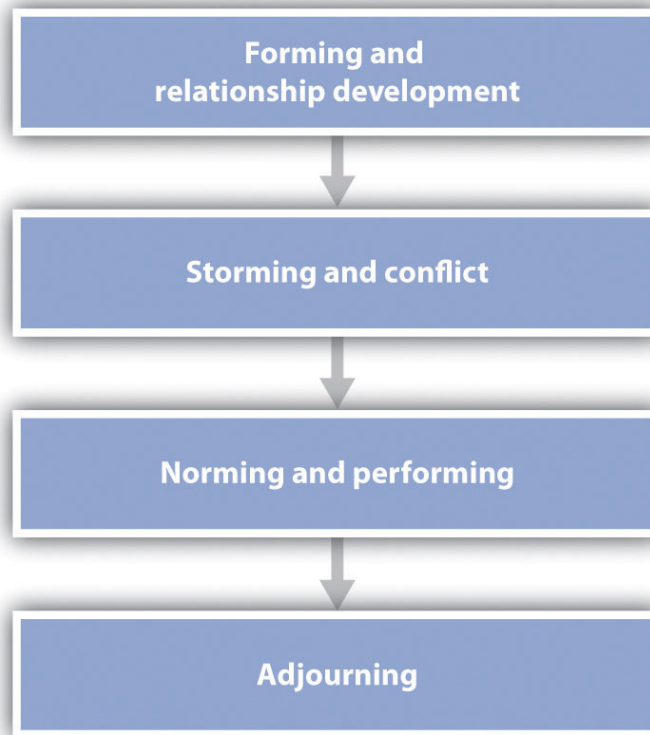 Forming and
relationship development
Storming and conflict
Norming and performing
Adjourning